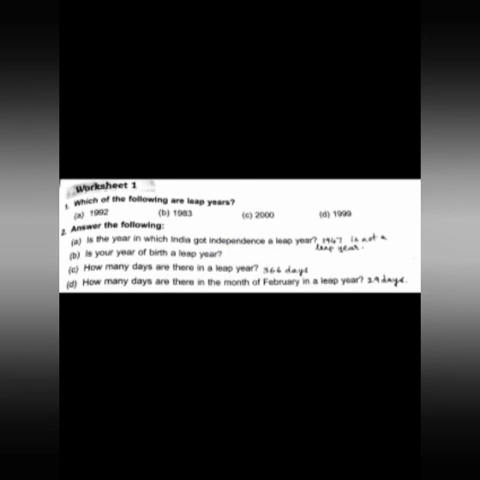 Worksheet 1
1. Which of the following are leap years?
(a) 1992 (b) 1983 (c) 2000 (d) 1999
2. Answer the following:
(a) Is the year in which India got independence a leap year? 1947 is not a
leap year.
(b) Is your year of birth a leap year?
(c) How many days are there in a leap year? 366 days
(d) How many days are there in the month of February in a leap year? 29 days.